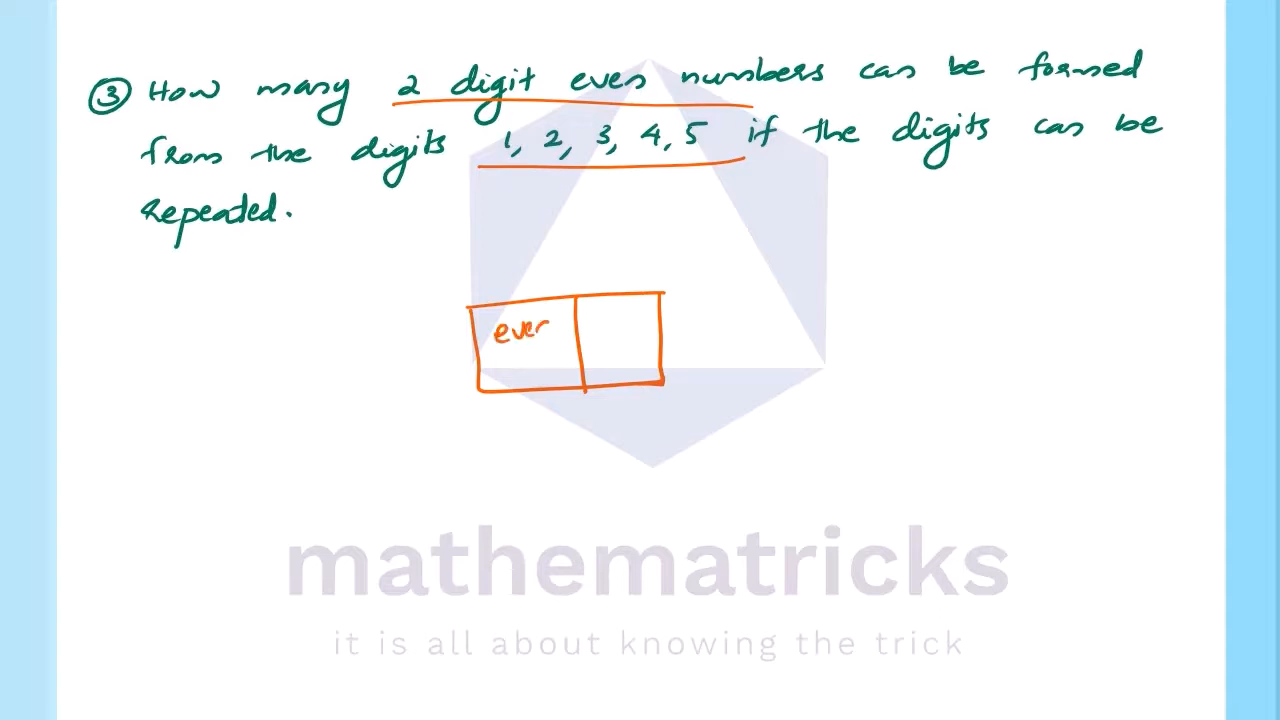 ③ How many 2 digit even numbers can be formed
from the digits 1, 2, 3, 4, 5 if the digits can be
repeated.
even
mathematricks
it is all about knowing the trick